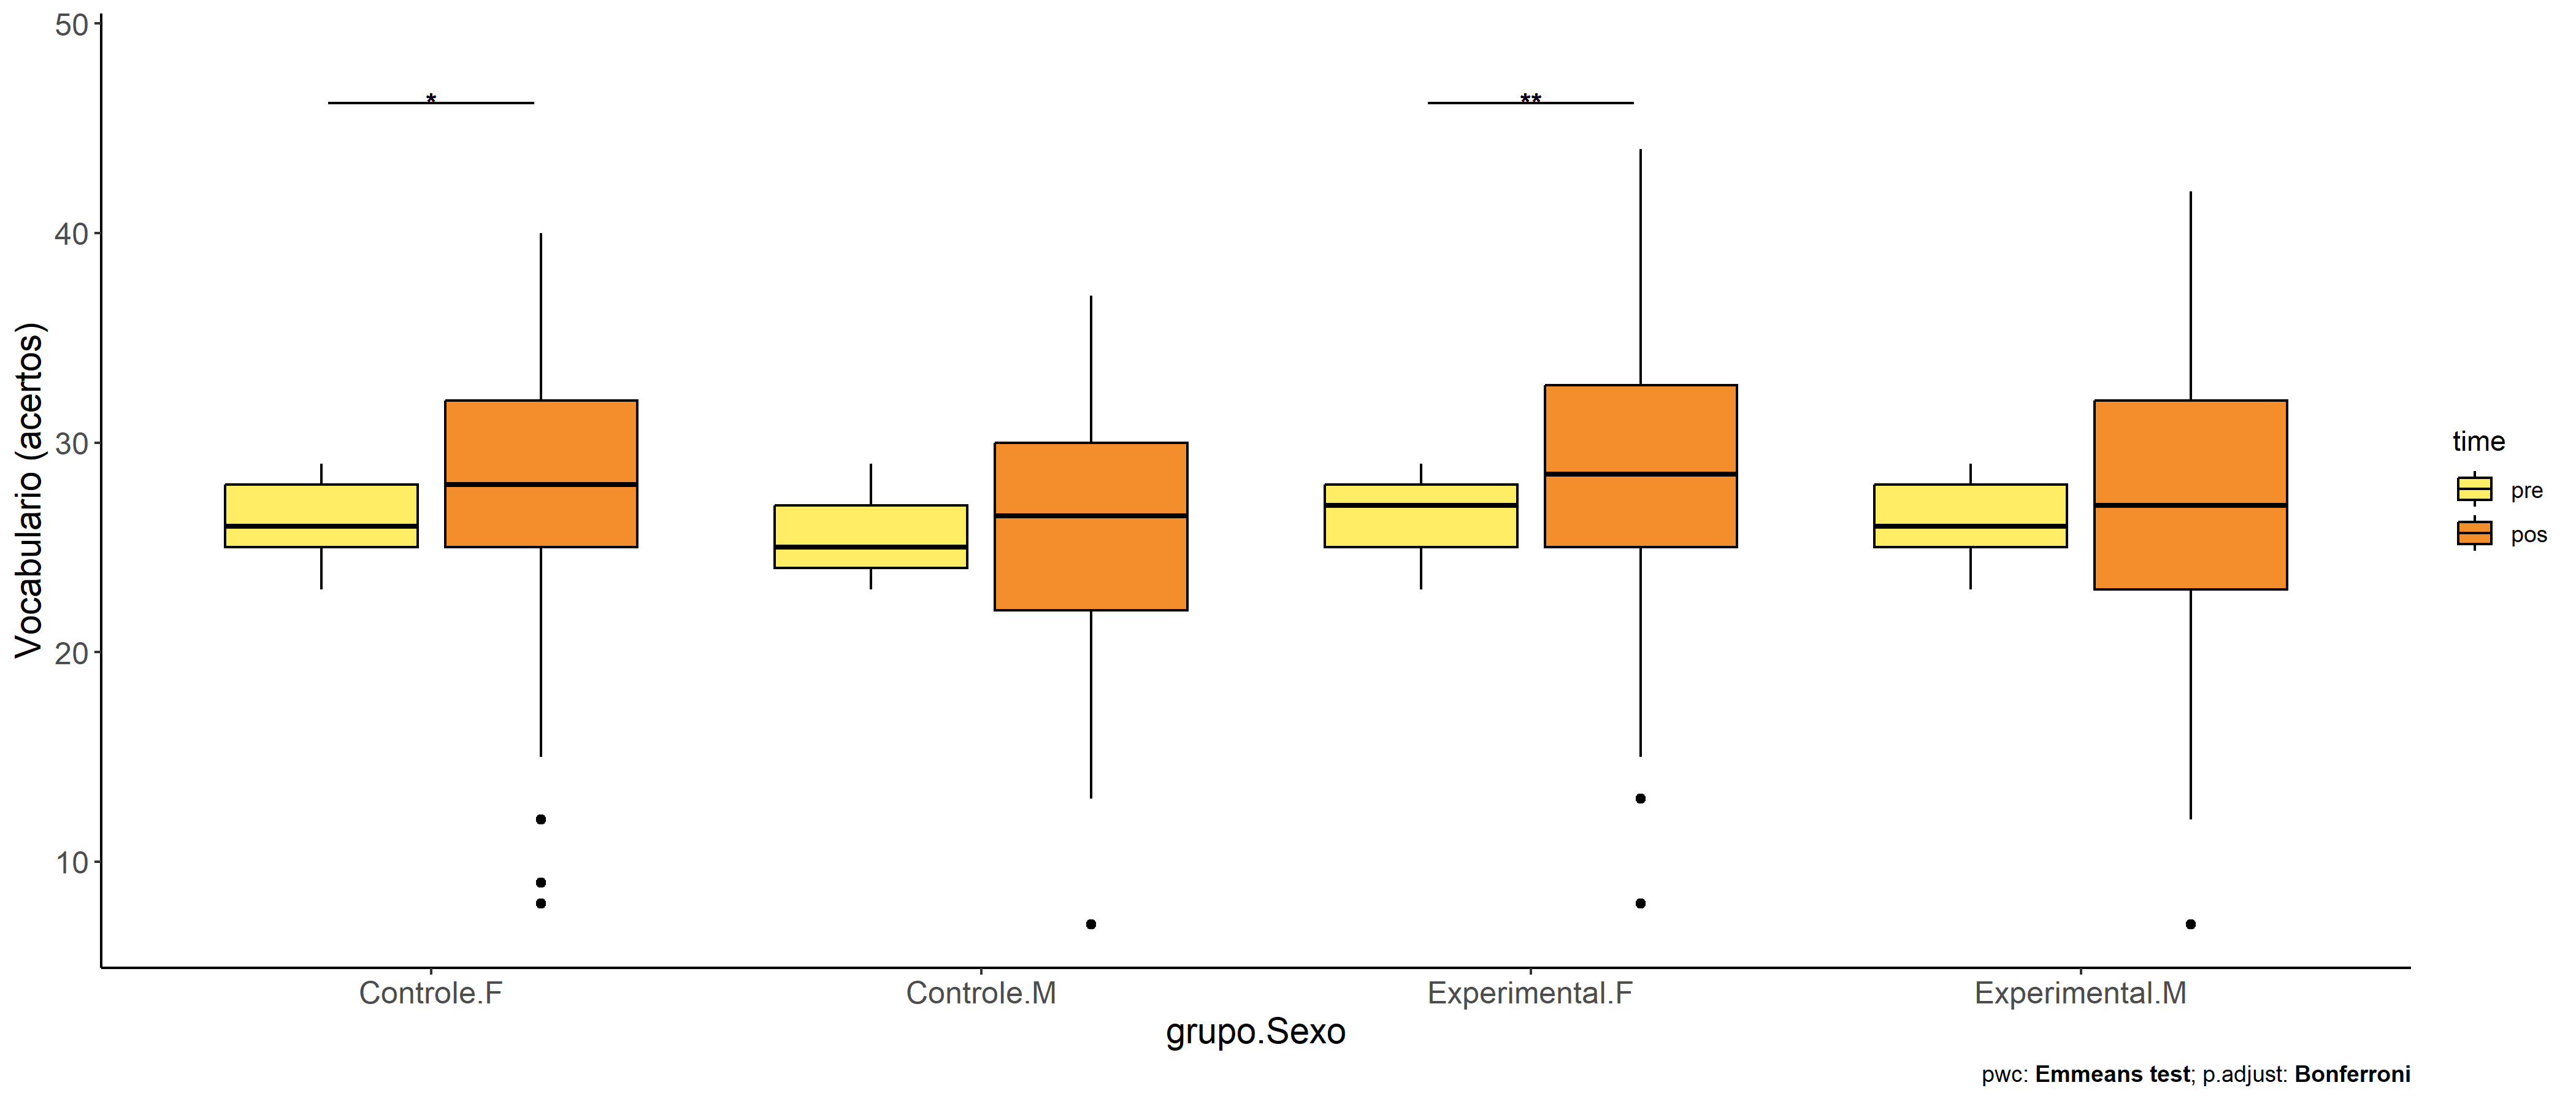 50
40
30
20
10
Vocabulario (acertos)
*
**
Controle.F
Controle.M
Experimental.F
Experimental.M
grupo.Sexo
time
pre
pos
pwc: Emmeans test; p.adjust: Bonferroni